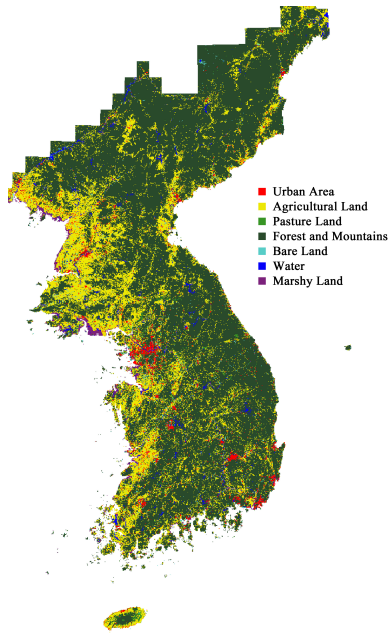 Urban Area
Agricultural Land
Pasture Land
Forest and Mountains
Bare Land
Water
Marshy Land